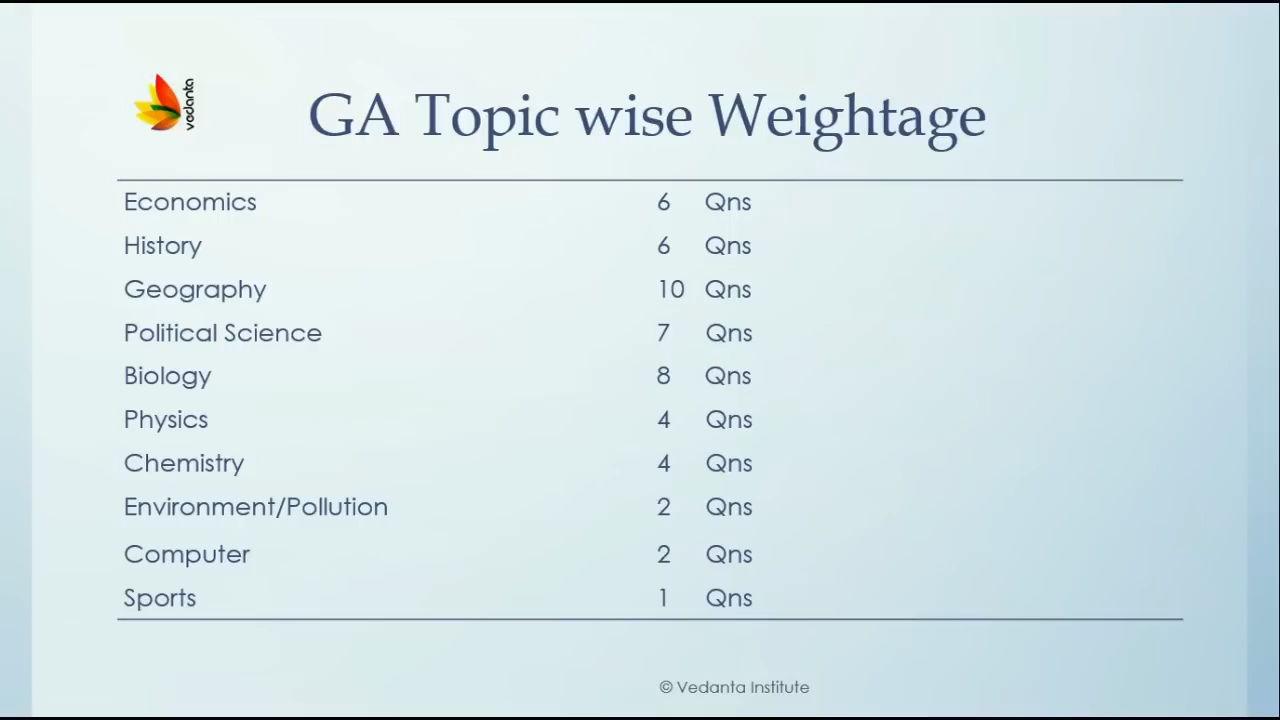 vedanta
GA Topic wise Weightage
Economics 6 Qns
History 6 Qns
Geography 10 Qns
Political Science 7 Qns
Biology 8 Qns
Physics 4 Qns
Chemistry 4 Qns
Environment/Pollution 2 Qns
Computer 2 Qns
Sports 1 Qns
© Vedanta Institute